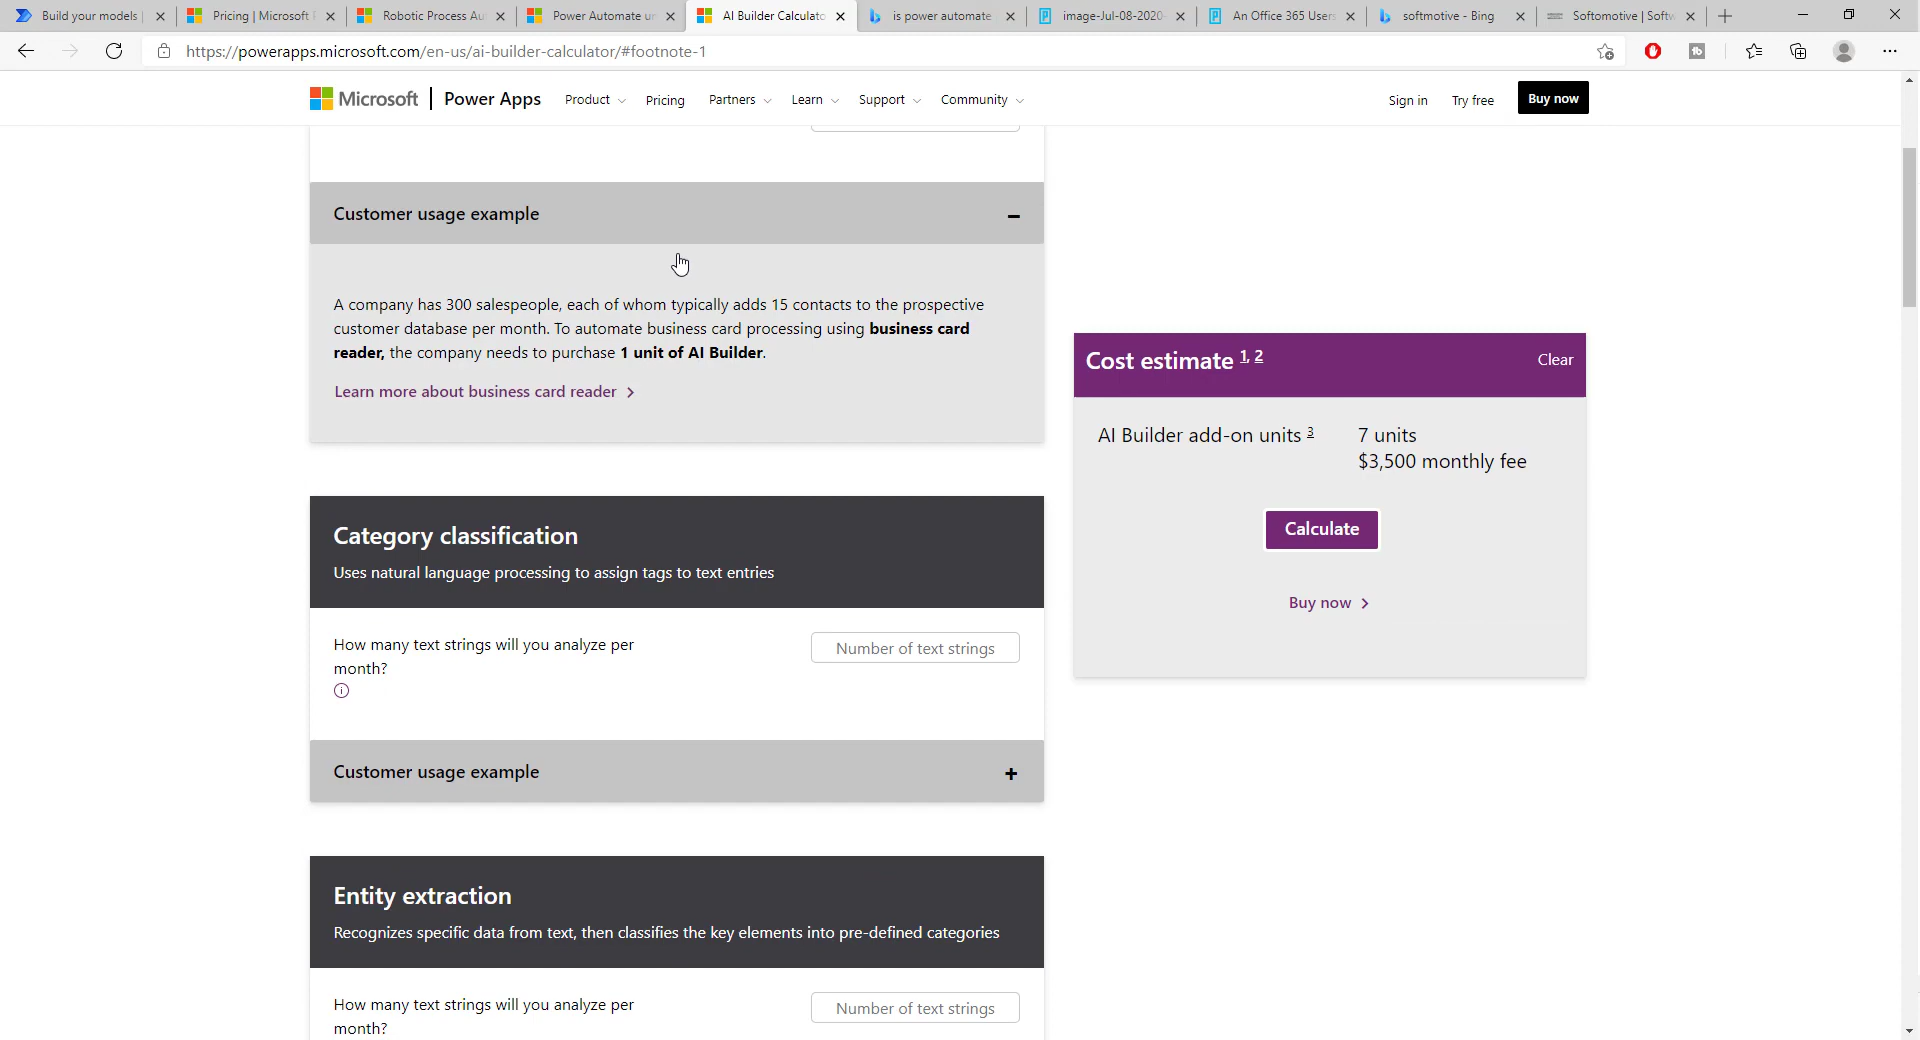 Build your models |
Pricing | Microsoft
Robotic Process Au
Power Automate un
AI Builder Calculato
is power automate
image-Jul-08-2020-
An Office 365 Users
softmotive - Bing
Softomotive | Softw
https://powerapps.microsoft.com/en-us/ai-builder-calculator/#footnote-1
Microsoft | Power Apps
Product
Pricing
Partners
Learn
Support
Community
Sign in
Try free
Buy now
Customer usage example
A company has 300 salespeople, each of whom typically adds 15 contacts to the prospective
customer database per month. To automate business card processing using business card
reader, the company needs to purchase 1 unit of AI Builder.
Learn more about business card reader
Category classification
Uses natural language processing to assign tags to text entries
How many text strings will you analyze per
month?
Number of text strings
Customer usage example
Entity extraction
Recognizes specific data from text, then classifies the key elements into pre-defined categories
How many text strings will you analyze per
month?
Number of text strings
Cost estimate 1, 2
Clear
AI Builder add-on units 3
7 units
$3,500 monthly fee
Calculate
Buy now